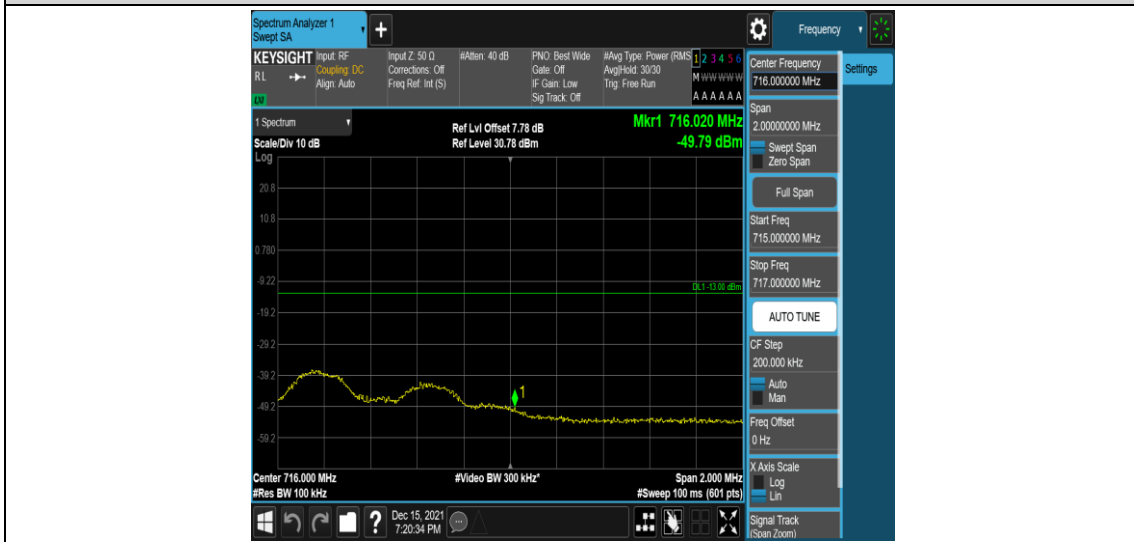 Spectrum Analyzer 1
Swept SA
+
Frequency
KEYSIGHT
RL
LXI
Input: RF
Coupling: DC
Align: Auto
Input Z: 50 Ω
Corrections: Off
Freq Ref: Int (S)
#Atten: 40 dB
PNO: Best Wide
Gate: Off
IF Gain: Low
Sig Track: Off
#Avg Type: Power (RMS
Avg|Hold: 30/30
Trig: Free Run
1 2 3 4 5 6
M W W W W W
A A A A A A
1 Spectrum
Scale/Div 10 dB
Log
Ref Lvl Offset 7.78 dB
Ref Level 30.78 dBm
Mkr1 716.020 MHz
-49.79 dBm
20.8
10.8
0.780
-9.22
DL1 -13.00 dBm
-19.2
-29.2
-39.2
1
-49.2
-59.2
Center 716.000 MHz
#Video BW 300 kHz*
Span 2.000 MHz
#Res BW 100 kHz
#Sweep 100 ms (601 pts)
?
Dec 15, 2021
7:20:34 PM
Center Frequency
716.000000 MHz
Settings
Span
2.00000000 MHz
Swept Span
Zero Span
Full Span
Start Freq
715.000000 MHz
Stop Freq
717.000000 MHz
AUTO TUNE
CF Step
200.000 kHz
Auto
Man
Freq Offset
0 Hz
X Axis Scale
Log
Lin
Signal Track
(Span Zoom)